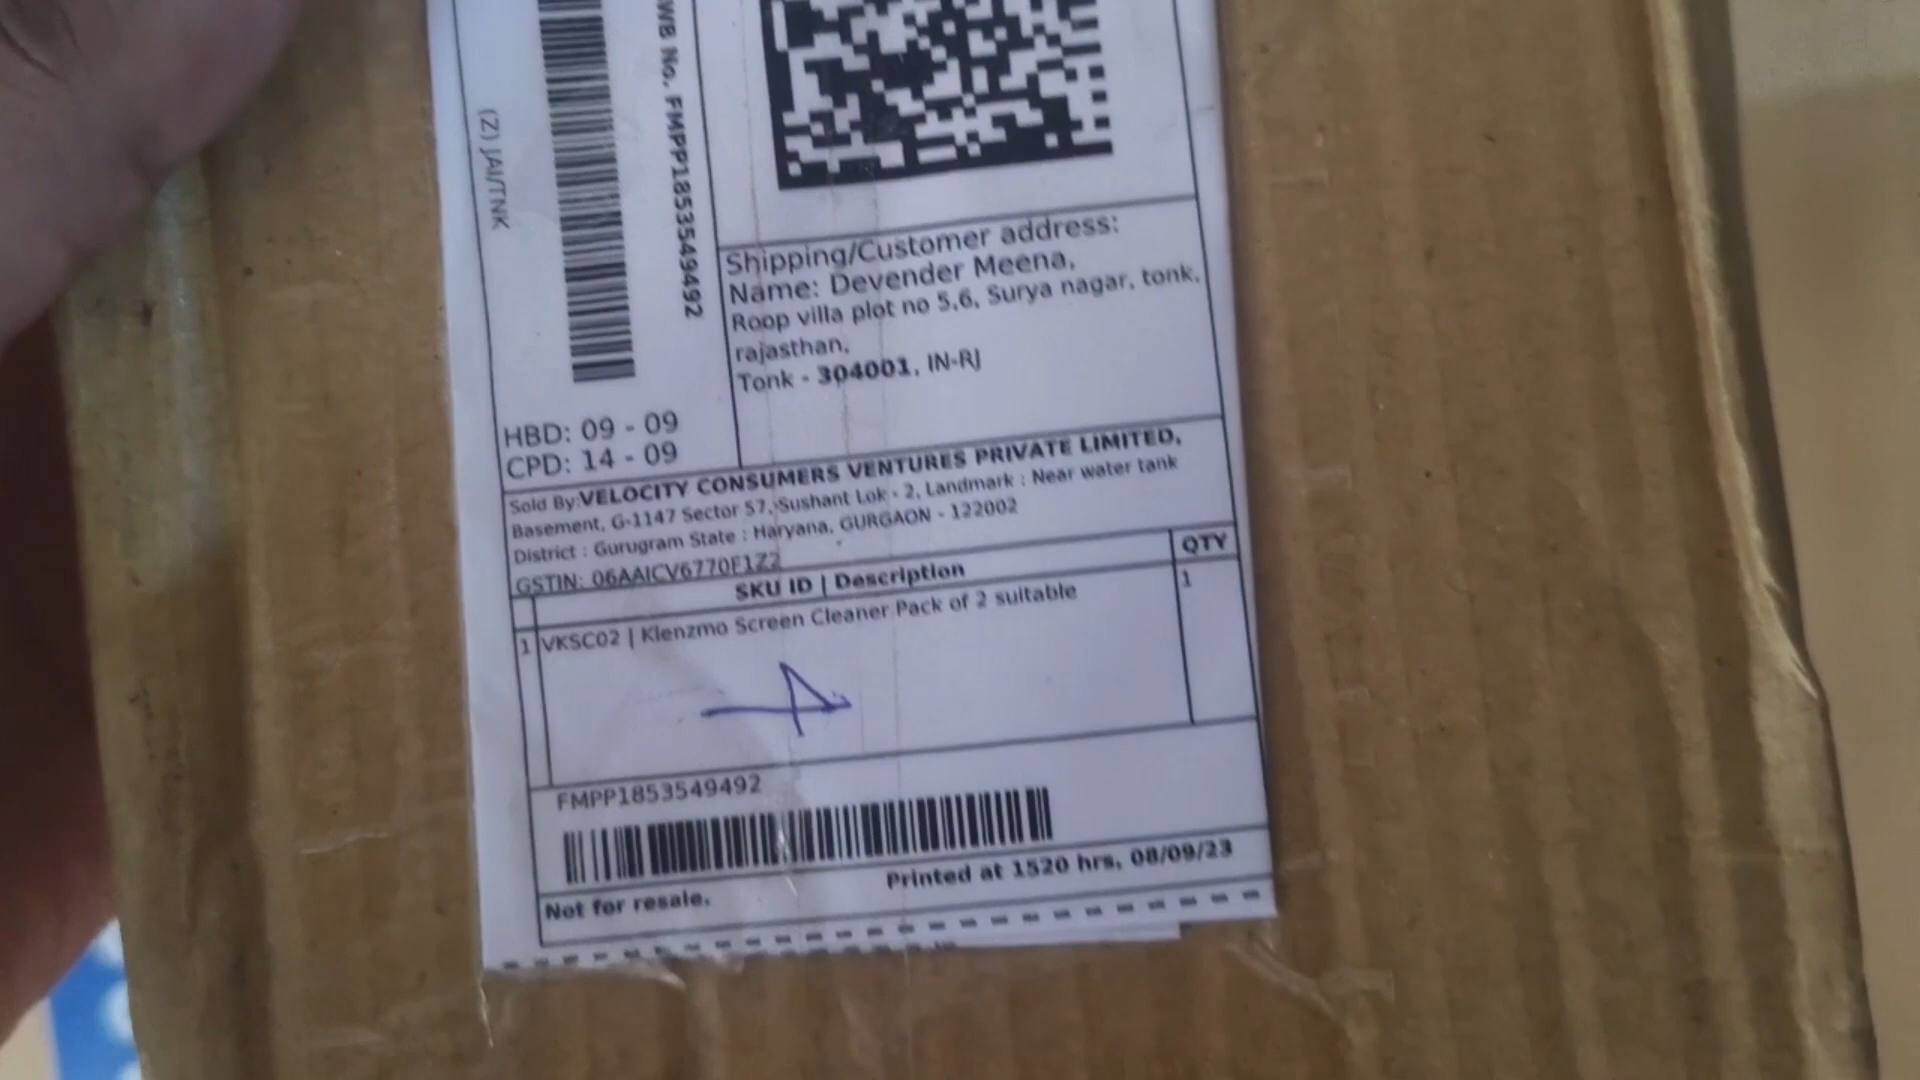 (Z) JAI/TNK
WB No. FMPP1853549492
HBD: 09 - 09
CPD: 14 - 09
Shipping/Customer address:
Name: Devender Meena,
Roop villa plot no 5,6, Surya nagar, tonk,
rajasthan,
Tonk - 304001, IN-RJ
Sold By:VELOCITY CONSUMERS VENTURES PRIVATE LIMITED,
Basement, G-1147 Sector 57, Sushant Lok - 2, Landmark : Near water tank
District : Gurugram State : Haryana, GURGAON - 122002
GSTIN: 06AAICV6770F1Z2
SKU ID | Description QTY
1 VKSC02 | Klenzmo Screen Cleaner Pack of 2 suitable 1
FMPP1853549492
Printed at 1520 hrs, 08/09/23
Not for resale.